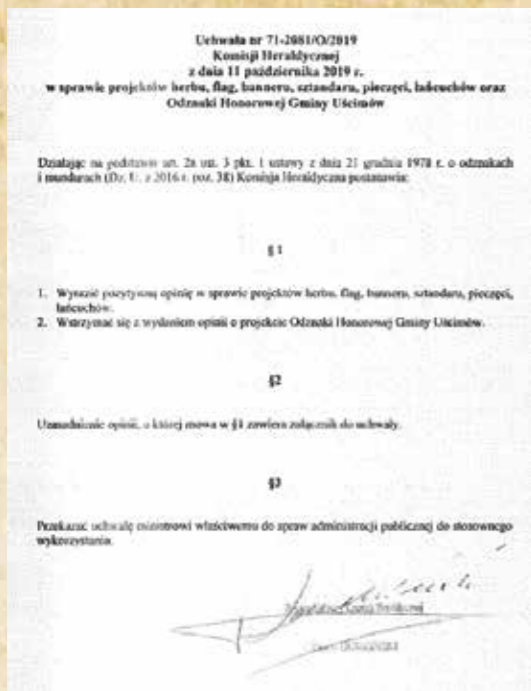 Uchwała nr 71-2081/O/2019
Komisji Heraldycznej
z dnia 11 października 2019 r.
w sprawie projektów herbu, flag, banneru, sztandaru, pieczęci, łańcuchów oraz
Odznaki Honorowej Gminy Uścimów
Działając na podstawie art. 2a ust. 3 pkt. 1 ustawy z dnia 21 grudnia 1978 r. o odznakach
i mundurach (Dz. U. z 2016 r. poz. 38) Komisja Heraldyczna postanawia:
§ 1
1. Wyrazić pozytywną opinię w sprawie projektów herbu, flag, banneru, sztandaru, pieczęci,
łańcuchów.
2. Wstrzymać się z wydaniem opinii o projekcie Odznaki Honorowej Gminy Uścimów.
§2
Uzasadnienie opinii, o której mowa w §1 zawiera załącznik do uchwały.
§3
Przekazać uchwałę ministrowi właściwemu do spraw administracji publicznej do stosownego
wykorzystania.